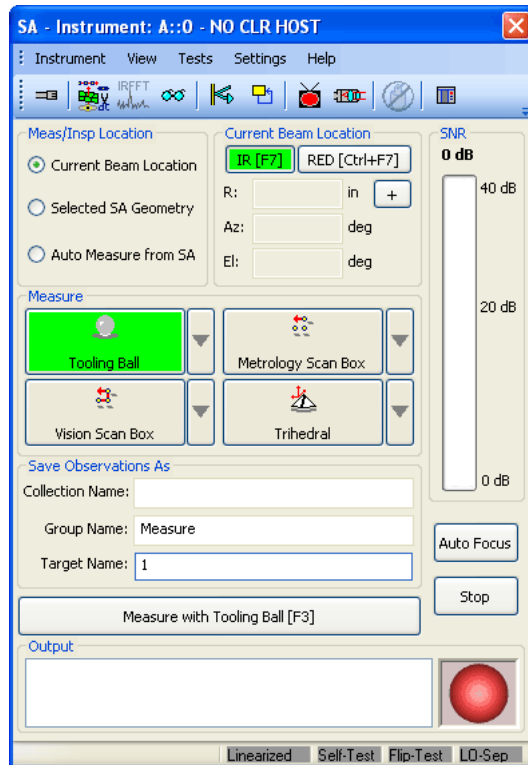 SA - Instrument: A::0 - NO CLR HOST
Instrument View Tests Settings Help
IRFFT
Meas/Insp Location
Current Beam Location
Selected SA Geometry
Auto Measure from SA
Current Beam Location
IR [F7] RED [Ctrl+F7]
R: in +
Az: deg
El: deg
SNR
0 dB
40 dB
20 dB
0 dB
Measure
Tooling Ball
Metrology Scan Box
Vision Scan Box
Trihedral
Save Observations As
Collection Name:
Group Name: Measure
Target Name: 1
Auto Focus
Stop
Measure with Tooling Ball [F3]
Output
Linearized Self-Test Flip-Test LO-Sep